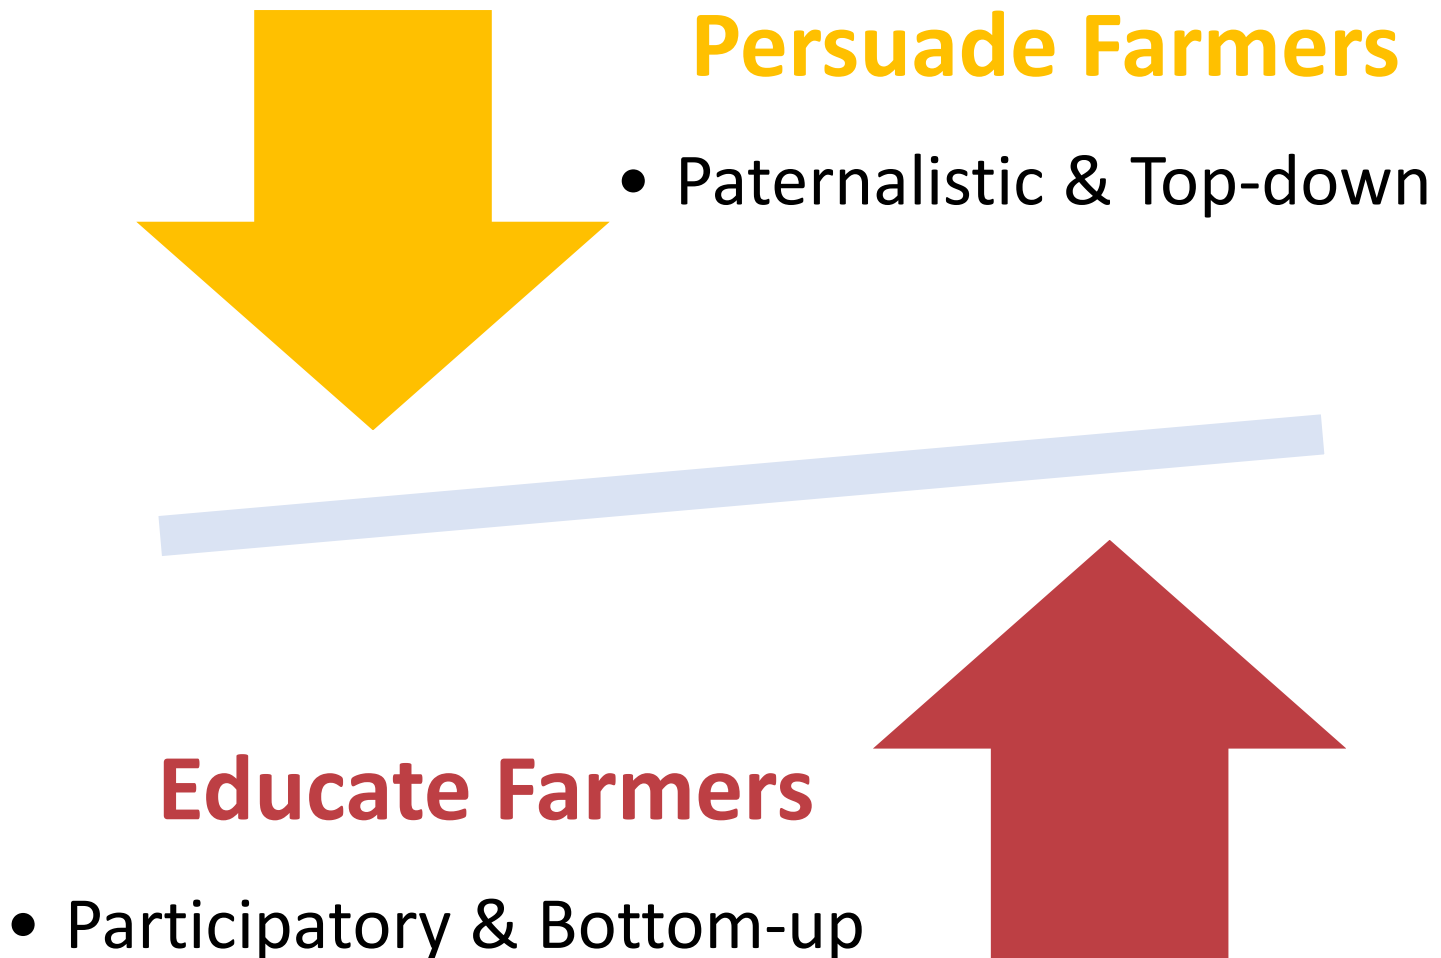 Persuade Farmers
• Paternalistic & Top-down
Educate Farmers
• Participatory & Bottom-up